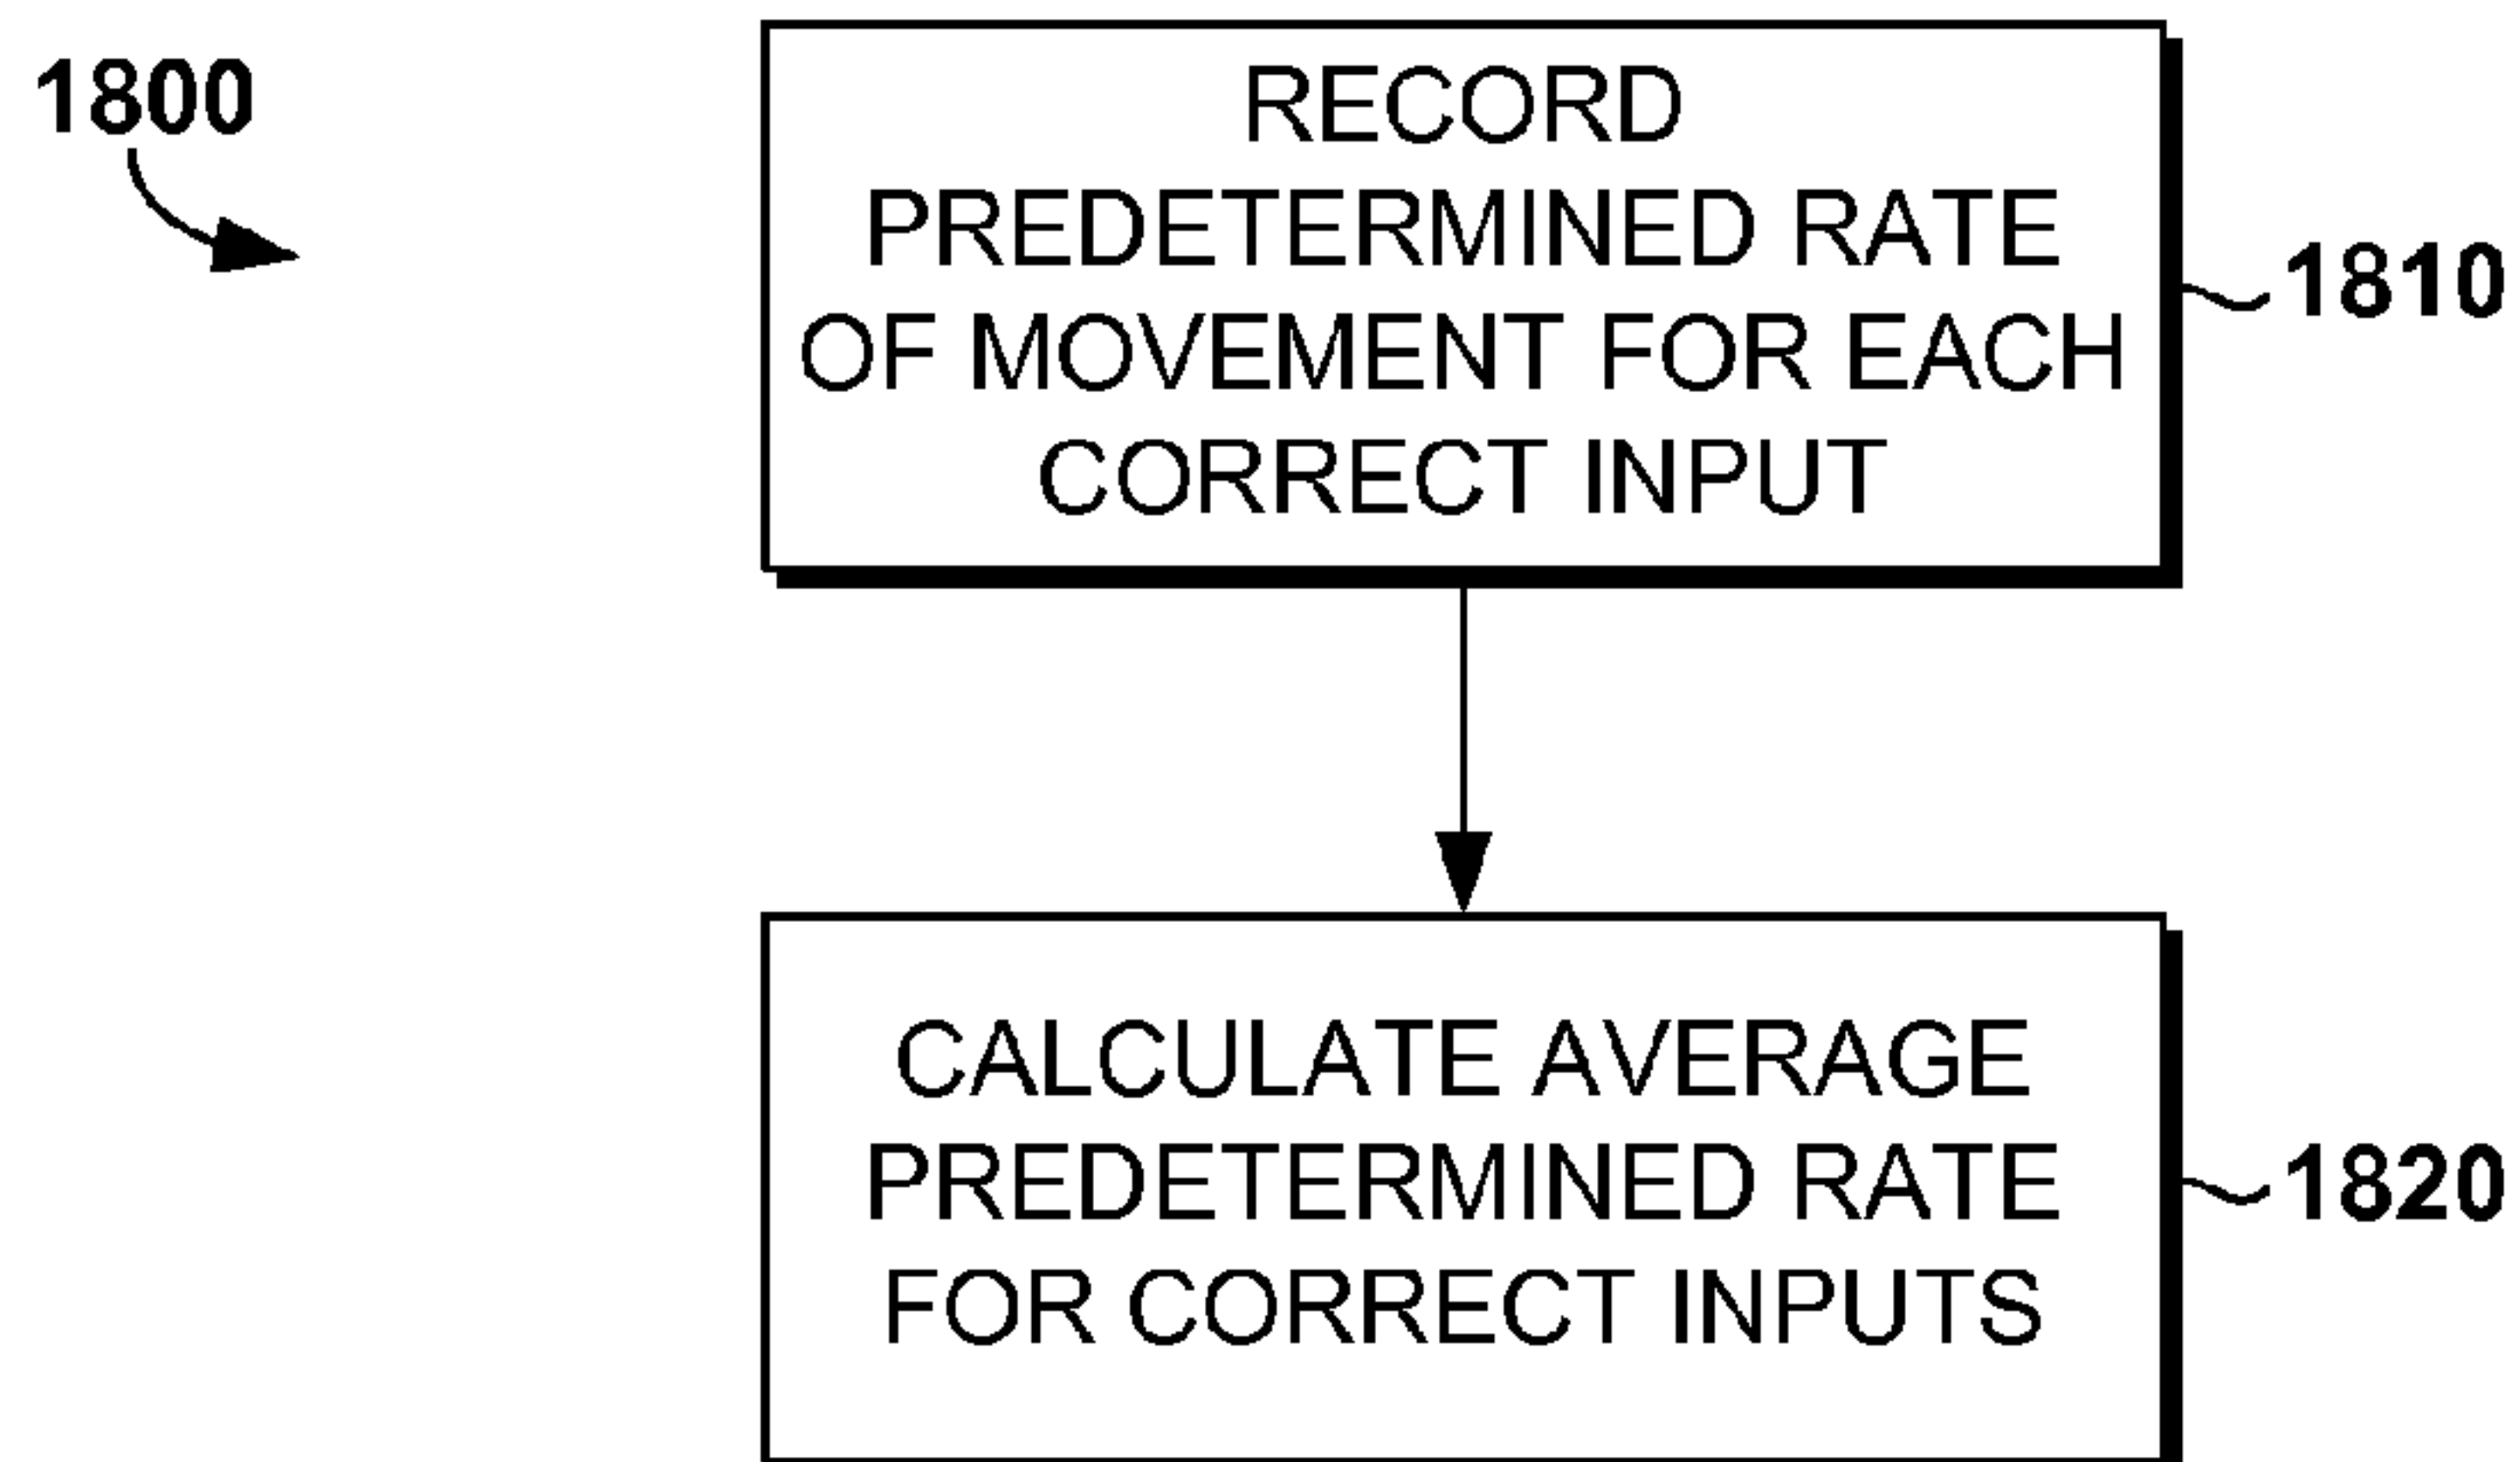 1800
RECORD
PREDETERMINED RATE
OF MOVEMENT FOR EACH
CORRECT INPUT
1810
CALCULATE AVERAGE
PREDETERMINED RATE
FOR CORRECT INPUTS
1820